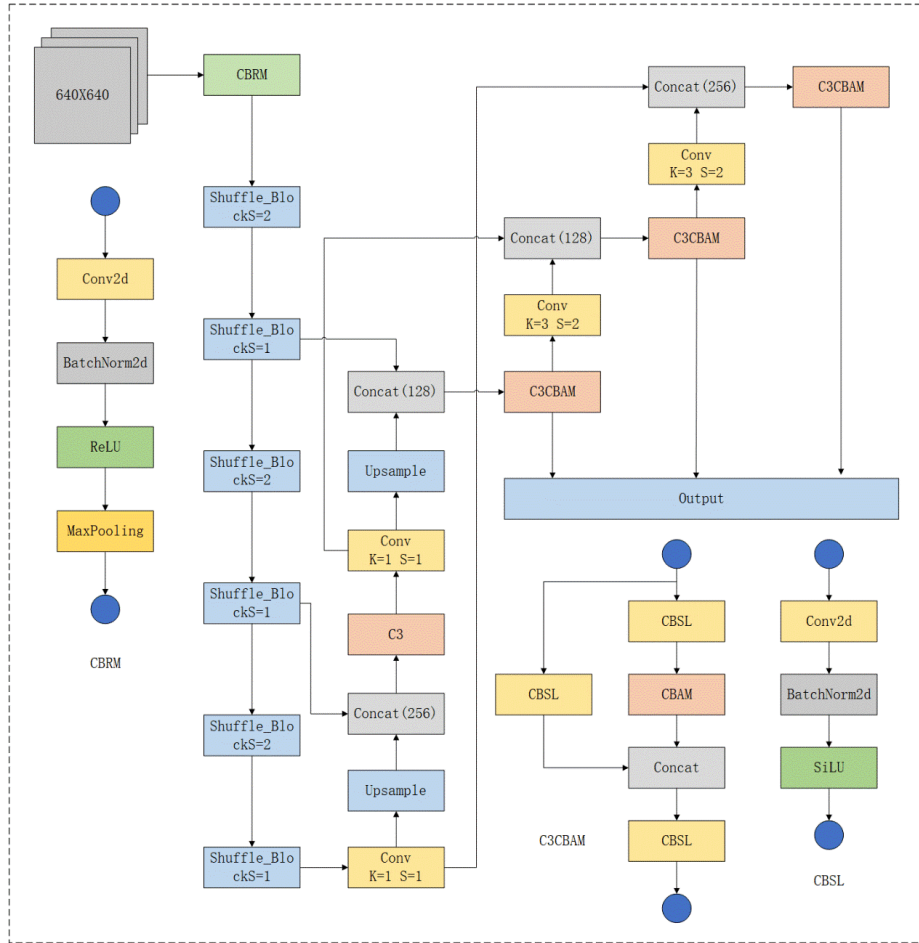 640X640
CBRM
Shuffle_Blo
ckS=2
Shuffle_Blo
ckS=1
Shuffle_Blo
ckS=2
Shuffle_Blo
ckS=1
Shuffle_Blo
ckS=2
Shuffle_Blo
ckS=1
Conv2d
BatchNorm2d
ReLU
MaxPooling
CBRM
Concat(128)
Upsample
Conv
K=1 S=1
C3
Concat(256)
Upsample
Conv
K=1 S=1
Concat(256)
C3CBAM
Conv
K=3 S=2
Concat(128)
C3CBAM
Conv
K=3 S=2
C3CBAM
Output
CBSL
CBSL
CBAM
Concat
CBSL
C3CBAM
Conv2d
BatchNorm2d
SiLU
CBSL